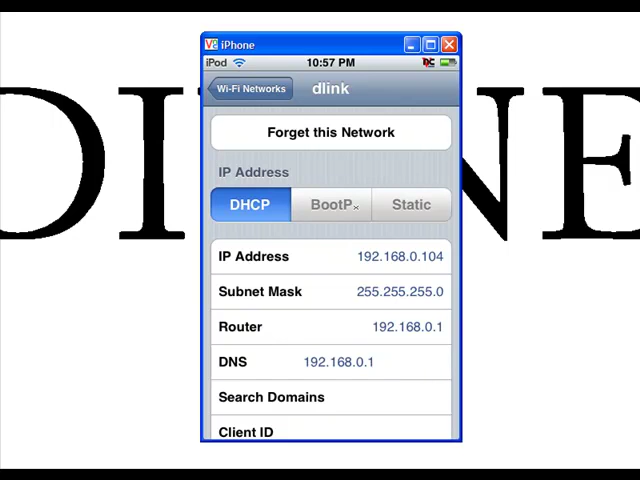 iPhone
iPod 10:57 PM
Wi-Fi Networks dlink
Forget this Network
IP Address
DHCP BootP Static
IP Address 192.168.0.104
Subnet Mask 255.255.255.0
Router 192.168.0.1
DNS 192.168.0.1
Search Domains
Client ID